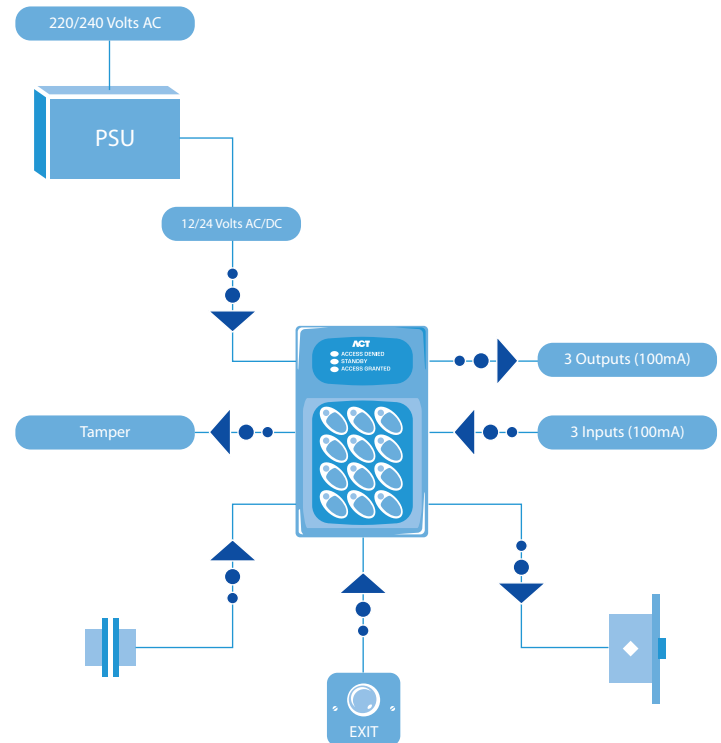 220/240 Volts AC
PSU
12/24 Volts AC/DC
ACT
ACCESS DENIED
STANDBY
ACCESS GRANTED
3 Outputs (100mA)
Tamper
3 Inputs (100mA)
EXIT